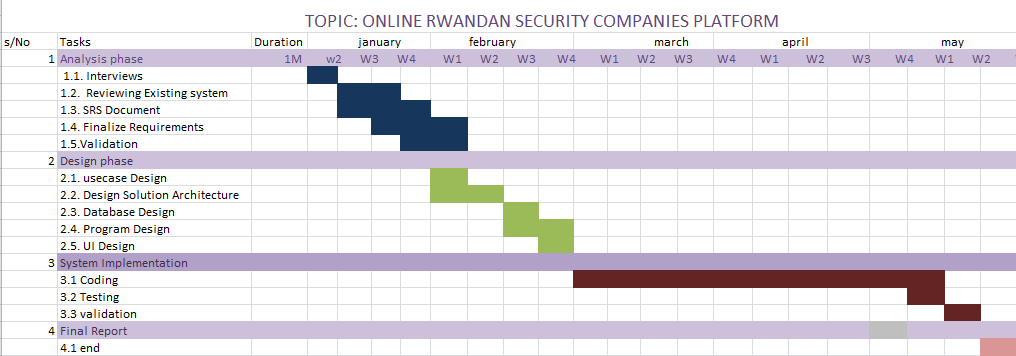 TOPIC: ONLINE RWANDAN SECURITY COMPANIES PLATFORM
s/No Tasks Duration january february march april may
1 Analysis phase 1M w2 W3 W4 W1 W2 W3 W4 W1 W2 W3 W4 W1 W2 W3 W4 W1 W2
1.1. Interviews
1.2. Reviewing Existing system
1.3. SRS Document
1.4. Finalize Requirements
1.5.Validation
2 Design phase
2.1. usecase Design
2.2. Design Solution Architecture
2.3. Database Design
2.4. Program Design
2.5. UI Design
3 System Implementation
3.1 Coding
3.2 Testing
3.3 validation
4 Final Report
4.1 end